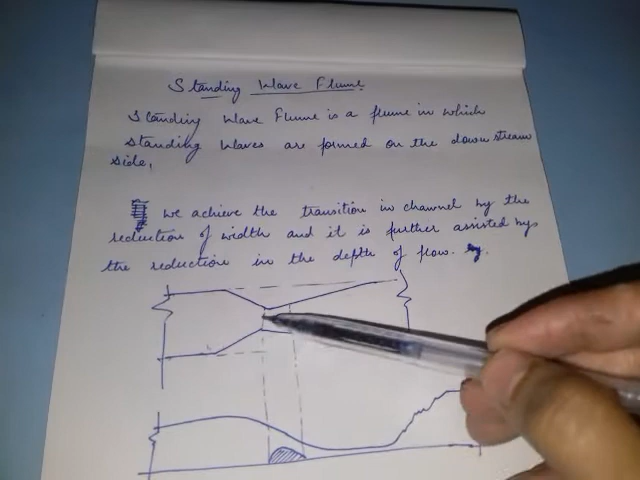 Standing Wave Flume
Standing Wave Flume is a flume in which
standing waves are formed on the down stream
side,
we achieve the transition in channel by the
reduction of width and it is further assisted by
the reduction in the depth of flow.